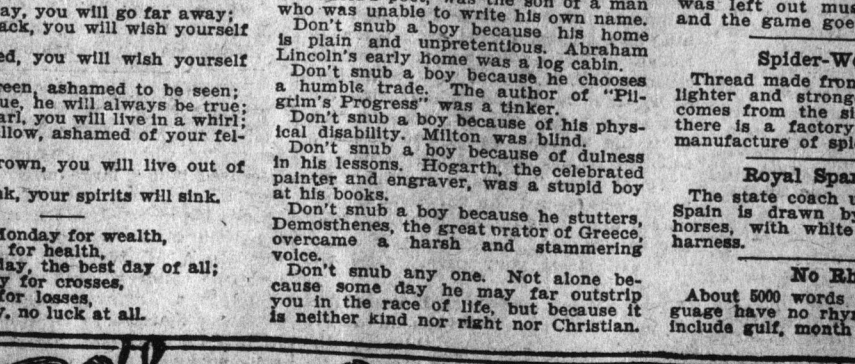 ay, you will go far away;
ack, you will wish yourself
ed, you will wish yourself
reen, ashamed to be seen;
ue, he will always be true;
arl, you will live in a whirl;
llow, ashamed of your fel-
rown, you will live out of
nk, your spirits will sink.
Monday for wealth,
for health,
day, the best day of all;
y for crosses,
for losses,
y, no luck at all.
was the son of a man
who was unable to write his own name.
Don't snub a boy because his home
is plain and unpretentious. Abraham
Lincoln's early home was a log cabin.
Don't snub a boy because he chooses
a humble trade. The author of "Pil-
grim's Progress" was a tinker.
Don't snub a boy because of his phys-
ical disability. Milton was blind.
Don't snub a boy because of dulness
in his lessons. Hogarth, the celebrated
painter and engraver, was a stupid boy
at his books.
Don't snub a boy because he stutters,
Demosthenes, the great orator of Greece,
overcame a harsh and stammering
voice.
Don't snub any one. Not alone be-
cause some day he may far outstrip
you in the race of life, but because it
is neither kind nor right nor Christian.
was left out mus
and the game goe
Spider-We
Thread made from
lighter and strong
comes from the si
there is a factory
manufacture of spi
Royal Span
The state coach u
Spain is drawn by
horses, with white
harness.
No Rh
About 5000 words
guage have no rhy
include gulf, month